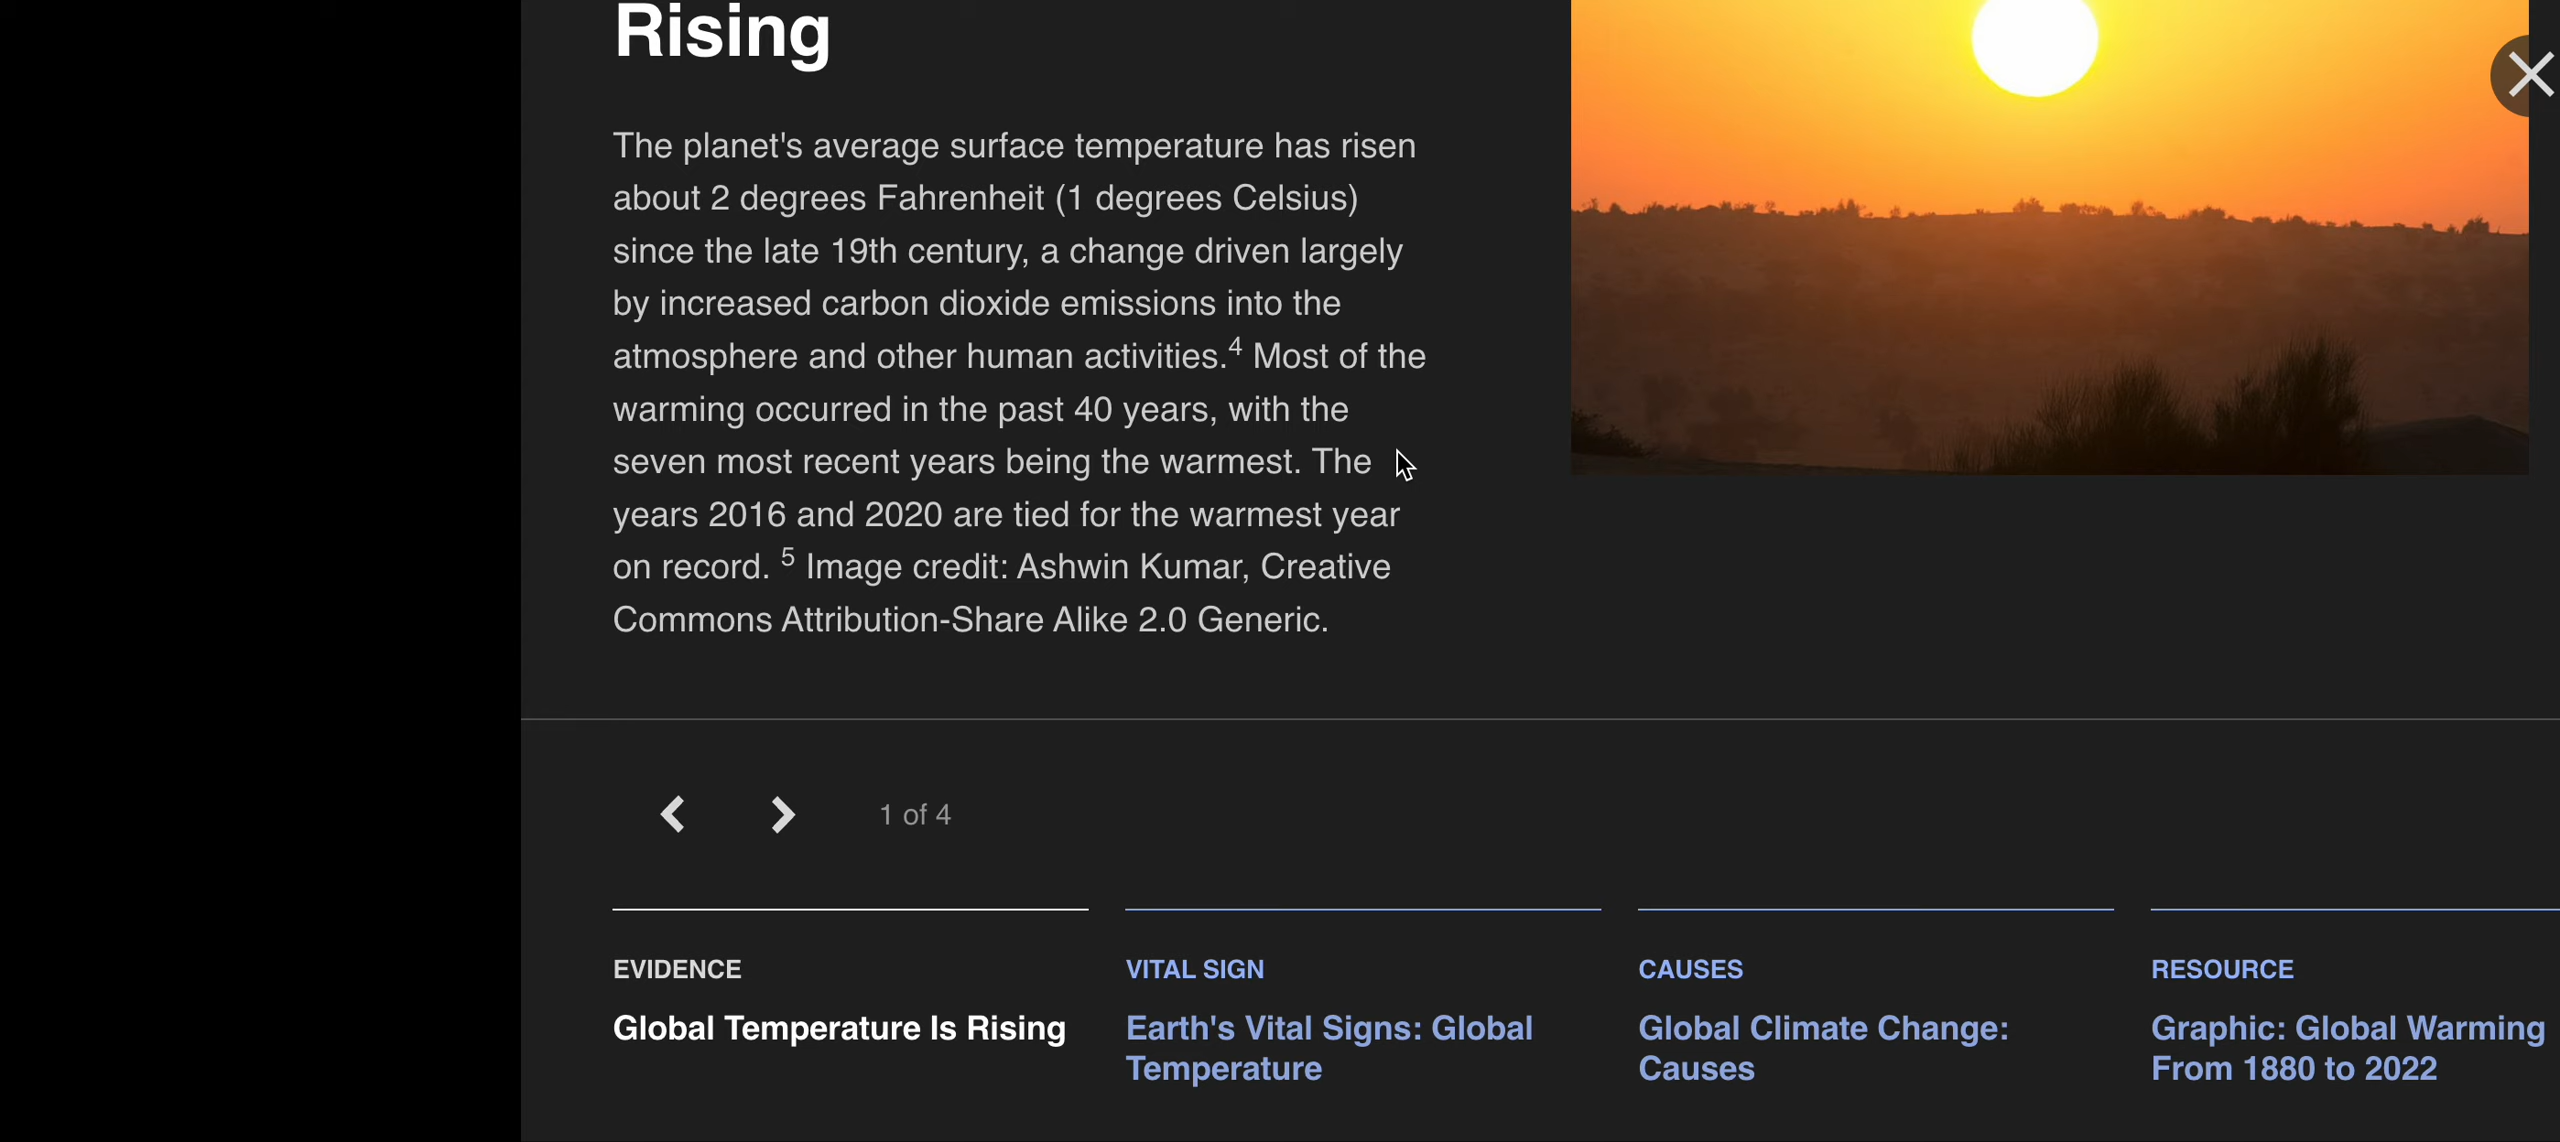 Rising
The planet's average surface temperature has risen
about 2 degrees Fahrenheit (1 degrees Celsius)
since the late 19th century, a change driven largely
by increased carbon dioxide emissions into the
atmosphere and other human activities.4 Most of the
warming occurred in the past 40 years, with the
seven most recent years being the warmest. The
years 2016 and 2020 are tied for the warmest year
on record. 5 Image credit: Ashwin Kumar, Creative
Commons Attribution-Share Alike 2.0 Generic.
1 of 4
EVIDENCE
Global Temperature Is Rising
VITAL SIGN
Earth's Vital Signs: Global
Temperature
CAUSES
Global Climate Change:
Causes
RESOURCE
Graphic: Global Warming
From 1880 to 2022